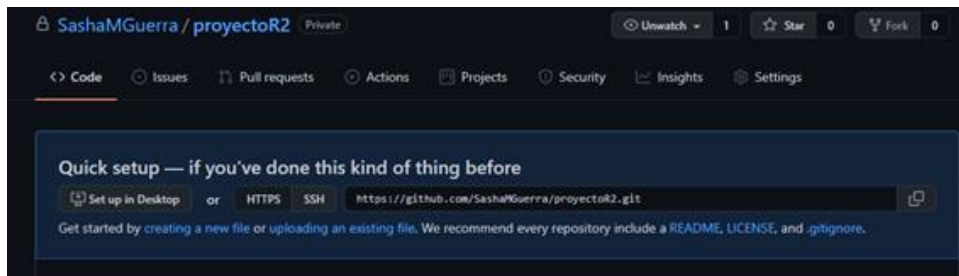 SashaMGuerra / proyectoR2 Private
Unwatch 1 Star 0 Fork 0
<> Code Issues Pull requests Actions Projects Security Insights Settings
Quick setup — if you've done this kind of thing before
Set up in Desktop or HTTPS SSH https://github.com/SashaMGuerra/proyectoR2.git
Get started by creating a new file or uploading an existing file. We recommend every repository include a README, LICENSE, and .gitignore.